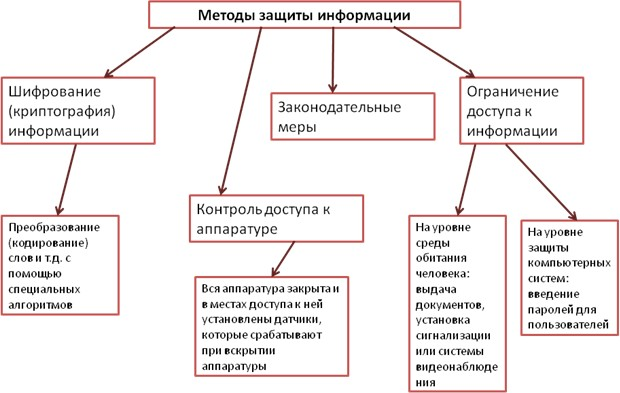 Методы защиты информации
Шифрование
(криптография)
информации
Законодательные
меры
Ограничение
доступа к
информации
Контроль доступа к
аппаратуре
Преобразование
(кодирование)
слов и т.д. с
помощью
специальных
алгоритмов
Вся аппаратура закрыта и
в местах доступа к ней
установлены датчики,
которые срабатывают
при вскрытии
аппаратуры
На уровне
среды
обитания
человека:
выдача
документов,
установка
сигнализации
или системы
видеонаблюде
ния
На уровне
защиты
компьютерных
систем:
введение
паролей для
пользователей